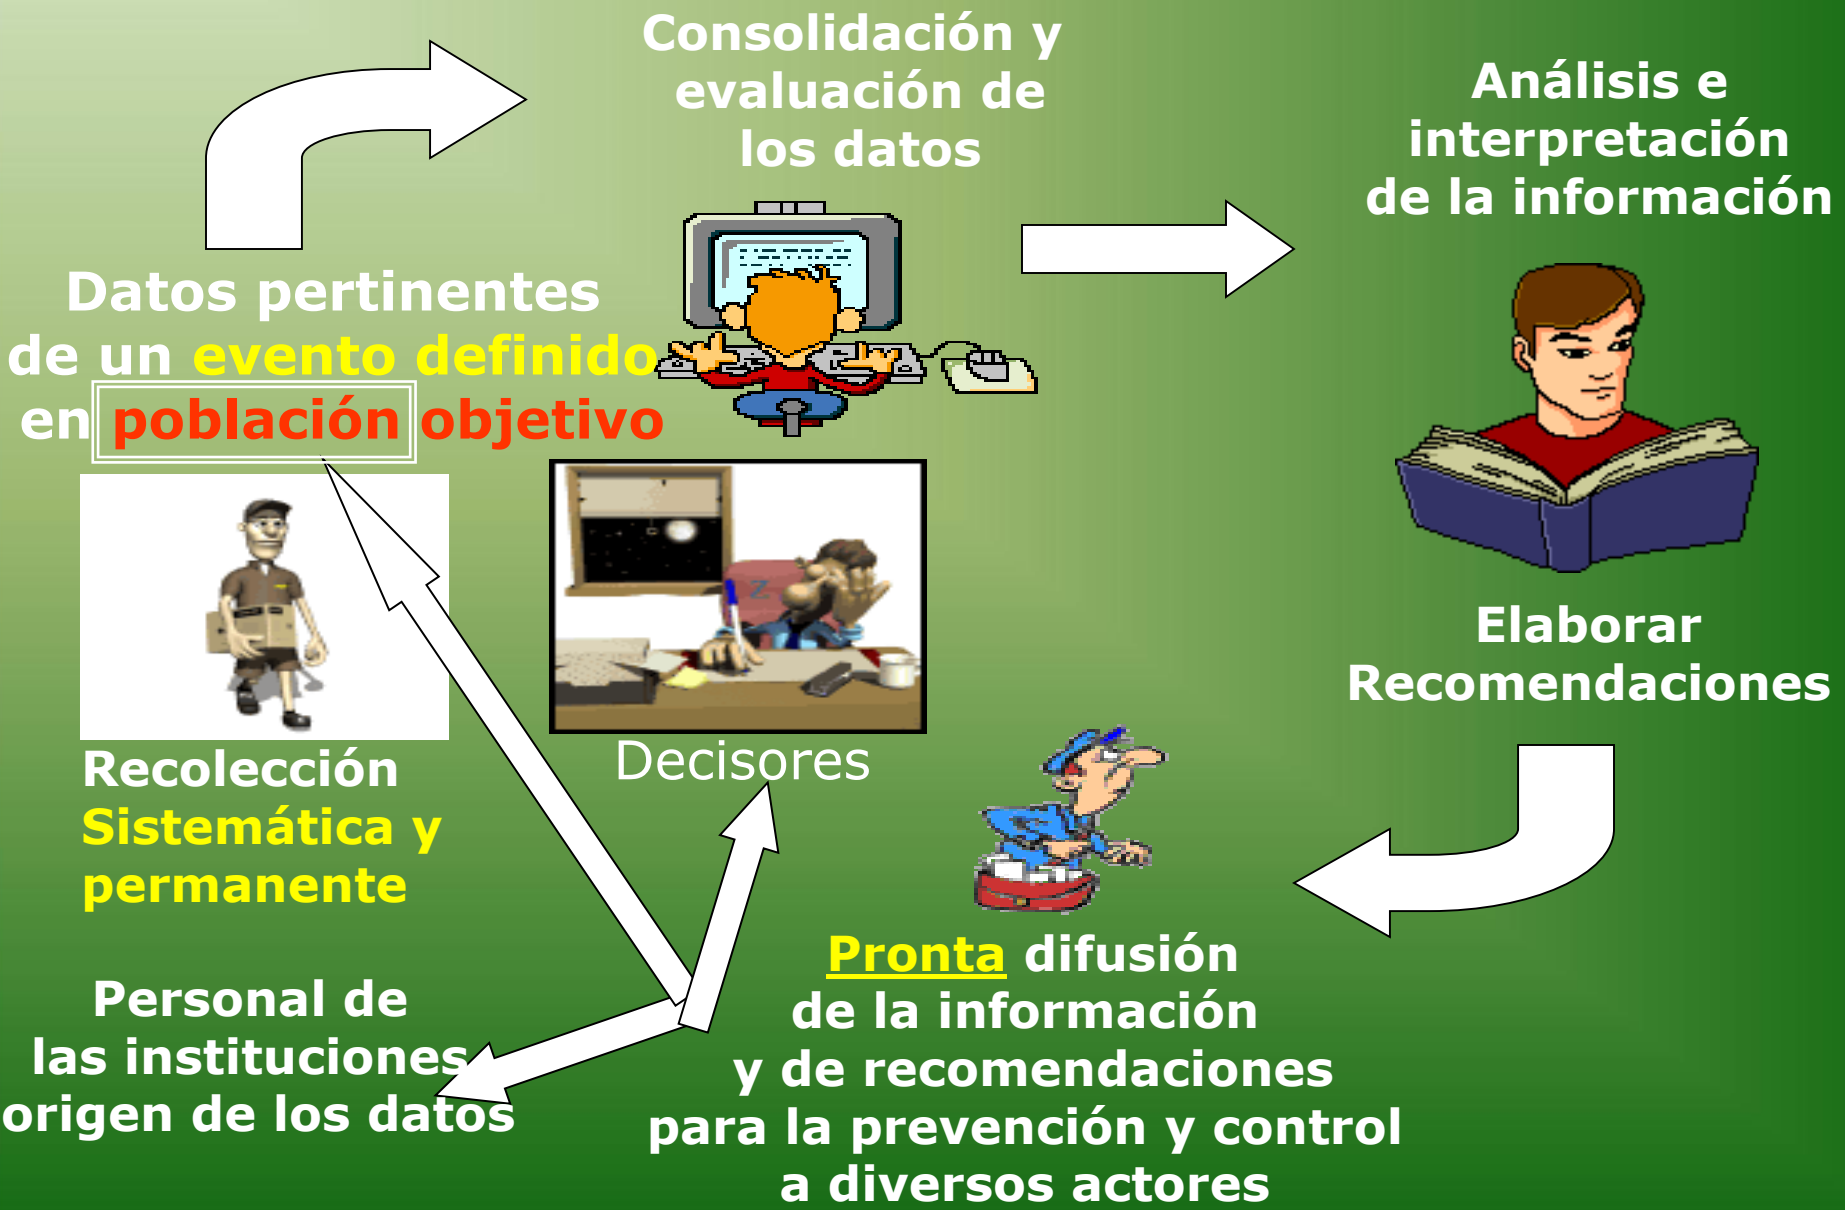 Consolidación y
evaluación de
los datos
Análisis e
interpretación
de la información
Datos pertinentes
de un evento definido
en población objetivo
Elaborar
Recomendaciones
Decisores
Recolección
Sistemática y
permanente
Pronta difusión
de la información
y de recomendaciones
para la prevención y control
a diversos actores
Personal de
las instituciones
origen de los datos